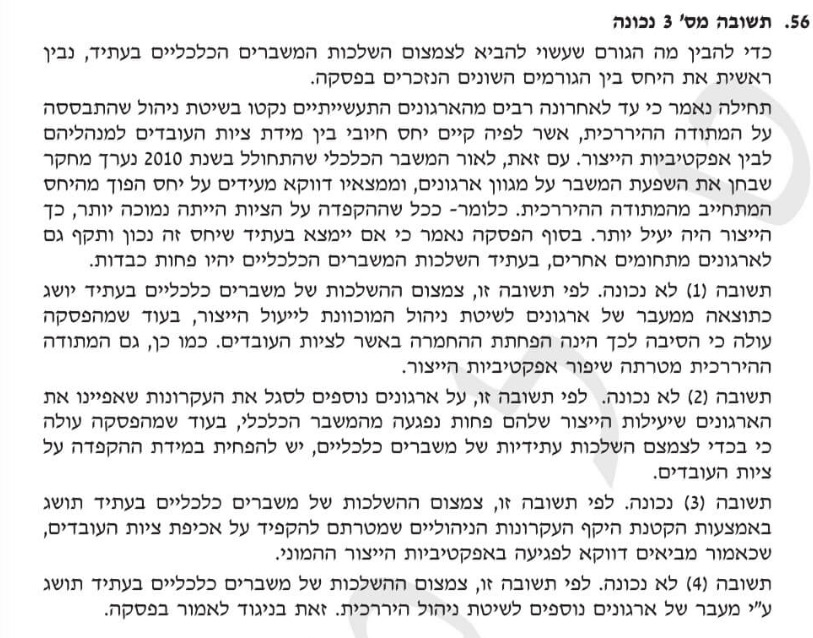 56. תשובה מס' 3 נכונה
כדי להבין מה הגורם שעשוי להביא לצמצום השלכות המשברים הכלכליים בעתיד, נבין
ראשית את היחס בין הגורמים השונים הנזכרים בפסקה.
תחילה נאמר כי עד לאחרונה רבים מהארגונים התעשייתיים נקטו בשיטת ניהול שהתבססה
על המתודה ההיררכית, אשר לפיה קיים יחס חיובי בין מידת ציות העובדים למנהליהם
לבין אפקטיביות הייצור. עם זאת, לאור המשבר הכלכלי שהתחולל בשנת 2010 נערך מחקר
שבחן את השפעת המשבר על מגוון ארגונים, וממצאיו דווקא מעידים על יחס הפוך מהיחס
המתחייב מהמתודה ההיררכית. כלומר- ככל שההקפדה על הציות הייתה נמוכה יותר, כך
הייצור היה יעיל יותר. בסוף הפסקה נאמר כי אם יימצא בעתיד שיחס זה נכון ותקף גם
לארגונים מתחומים אחרים, בעתיד השלכות המשברים הכלכליים יהיו פחות כבדות.
תשובה (1) לא נכונה. לפי תשובה זו, צמצום ההשלכות של משברים כלכליים בעתיד יושג
כתוצאה ממעבר של ארגונים לשיטת ניהול המוכוונת לייעול הייצור, בעוד שמהפסקה
עולה כי הסיבה לכך הינה הפחתת ההחמרה באשר לציות העובדים. כמו כן, גם המתודה
ההיררכית מטרתה שיפור אפקטיביות הייצור.
תשובה (2) לא נכונה.  לפי תשובה זו, על ארגונים נוספים לסגל את העקרונות שאפיינו את
הארגונים שיעילות הייצור שלהם פחות נפגעה מהמשבר הכלכלי, בעוד שמהפסקה עולה
כי בכדי לצמצם השלכות עתידיות של משברים כלכליים, יש להפחית במידת ההקפדה על
ציות העובדים.
תשובה (3) נכונה. לפי תשובה זו, צמצום ההשלכות של משברים כלכליים בעתיד תושג
באמצעות הקטנת היקף העקרונות הניהוליים שמטרתם להקפיד על אכיפת ציות העובדים,
שכאמור מביאים דווקא לפגיעה באפקטיביות הייצור ההמוני.
תשובה (4) לא נכונה. לפי תשובה זו, צמצום ההשלכות של משברים כלכליים בעתיד תושג
ע"י מעבר של ארגונים נוספים לשיטת ניהול היררכית. זאת בניגוד לאמור בפסקה.